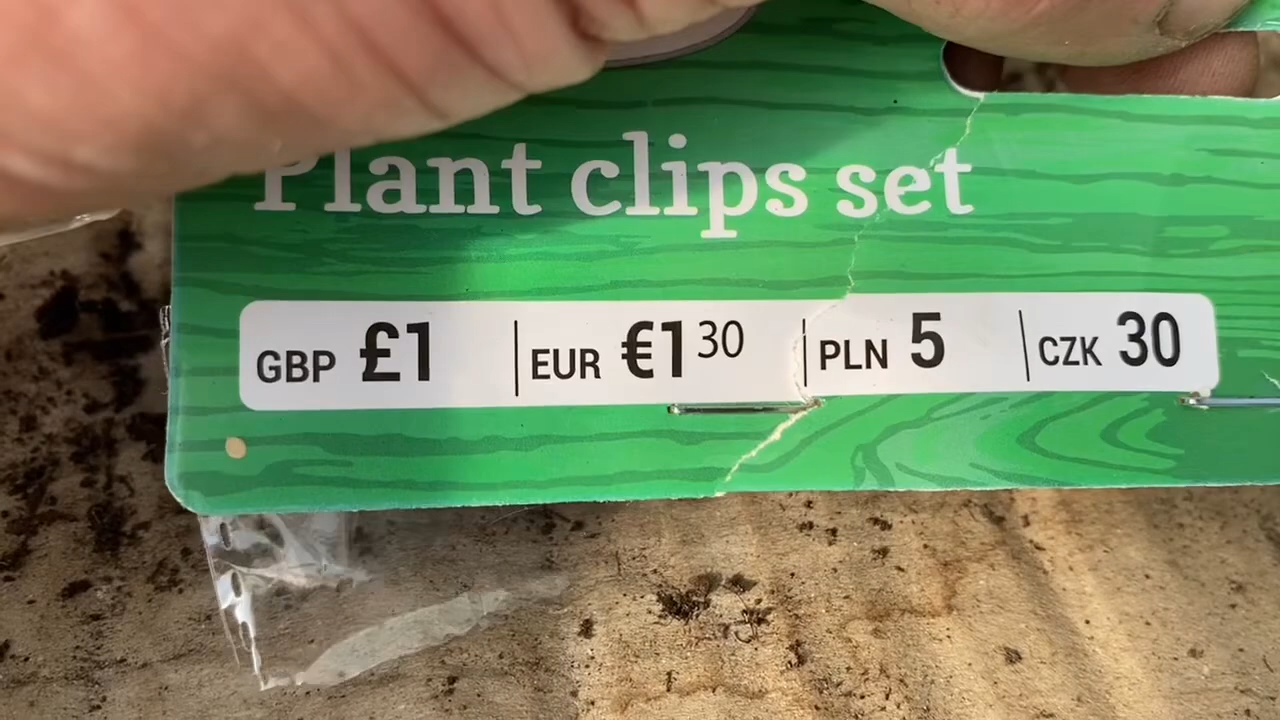 Plant clips set
GBP £1 | EUR €1 30 | PLN 5 | CZK 30